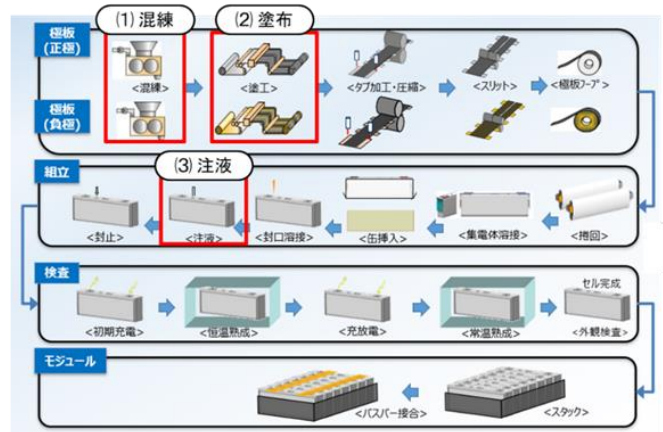 (1) 混練
(2) 塗布
極板
(正極)
<混練>
<塗工>
<タブ加工・圧縮>
<スリット>
<極板フープ>
極板
(負極)
(3) 注液
組立
<封止>
<注液>
<封口溶接>
<缶挿入>
<集電体溶接>
<捲回>
検査
セル完成
<初期充電>
<恒温熟成>
<充放電>
<常温熟成>
<外観検査>
モジュール
<バスバー接合>
<スタック>